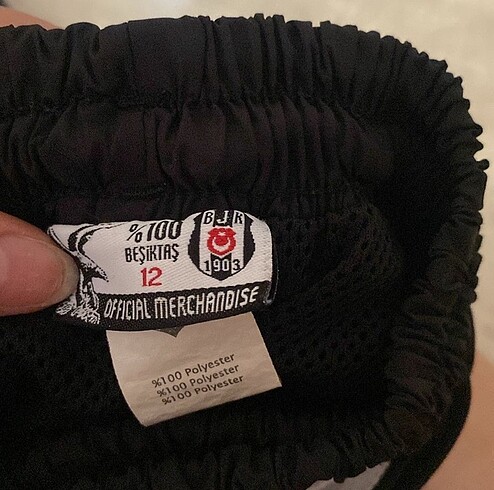 %100
BEŞİKTAŞ
12
BJK
1903
OFFICIAL MERCHANDISE
%100 Polyester
%100 Polyester
%100 Polyester